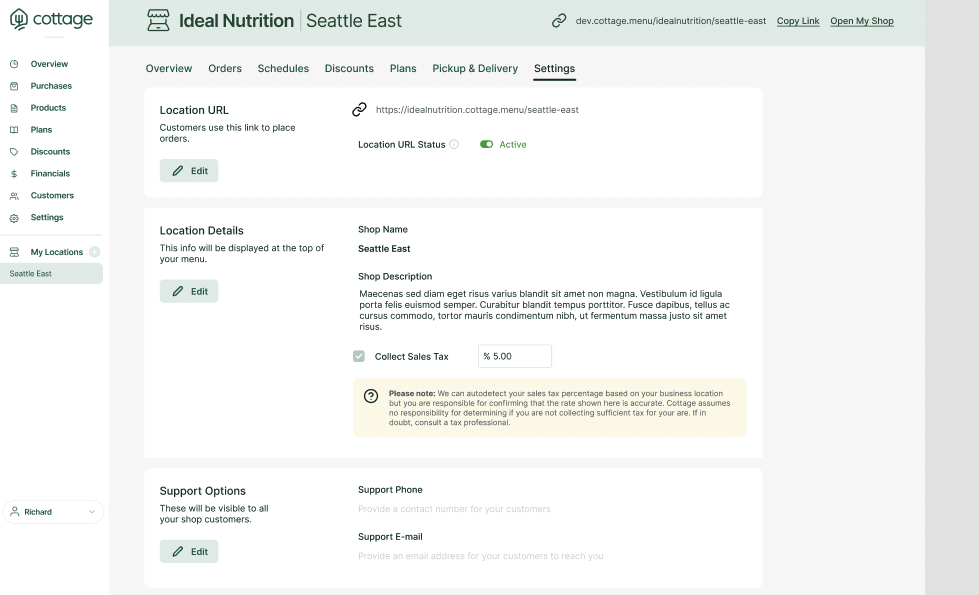 cottage
Ideal Nutrition | Seattle East
dev.cottage.menu/idealnutrition/seattle-east Copy Link Open My Shop
Overview
Purchases
Products
Plans
Discounts
Financials
Customers
Settings
My Locations
Seattle East
Richard
Overview Orders Schedules Discounts Plans Pickup & Delivery Settings
Location URL
Customers use this link to place
orders.
Edit
https://idealnutrition.cottage.menu/seattle-east
Location URL Status Active
Location Details
This info will be displayed at the top of
your menu.
Edit
Shop Name
Seattle East
Shop Description
Maecenas sed diam eget risus varius blandit sit amet non magna. Vestibulum id ligula
porta felis euismod semper. Curabitur blandit tempus porttitor. Fusce dapibus, tellus ac
cursus commodo, tortor mauris condimentum nibh, ut fermentum massa justo sit amet
risus.
Collect Sales Tax % 5.00
Please note: We can autodetect your sales tax percentage based on your business location
but you are responsible for confirming that the rate shown here is accurate. Cottage assumes
no responsibility for determining if you are not collecting sufficient tax for your are. If in
doubt, consult a tax professional.
Support Options
These will be visible to all
your shop customers.
Edit
Support Phone
Provide a contact number for your customers
Support E-mail
Provide an email address for your customers to reach you